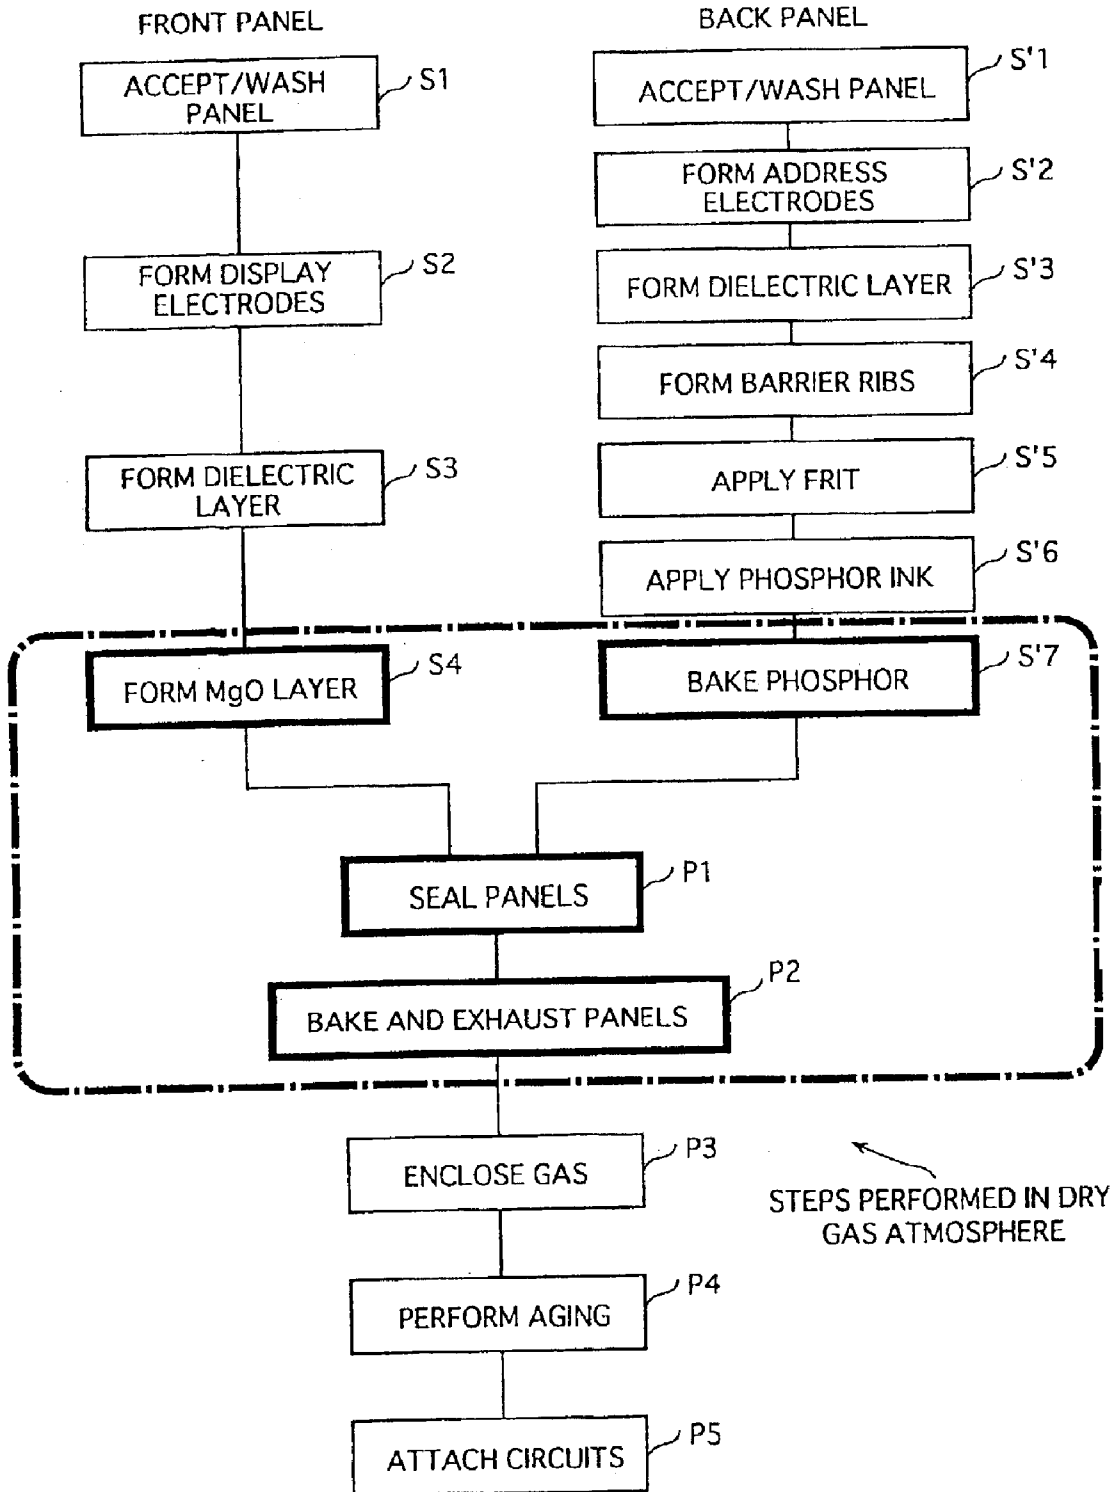 FRONT PANEL
ACCEPT/WASH
PANEL
S1
FORM DISPLAY
ELECTRODES
S2
FORM DIELECTRIC
LAYER
S3
FORM MgO LAYER
S4
BACK PANEL
ACCEPT/WASH PANEL
S'1
FORM ADDRESS
ELECTRODES
S'2
FORM DIELECTRIC LAYER
S'3
FORM BARRIER RIBS
S'4
APPLY FRIT
S'5
APPLY PHOSPHOR INK
S'6
BAKE PHOSPHOR
S'7
SEAL PANELS
P1
BAKE AND EXHAUST PANELS
P2
ENCLOSE GAS
P3
STEPS PERFORMED IN DRY
GAS ATMOSPHERE
PERFORM AGING
P4
ATTACH CIRCUITS
P5